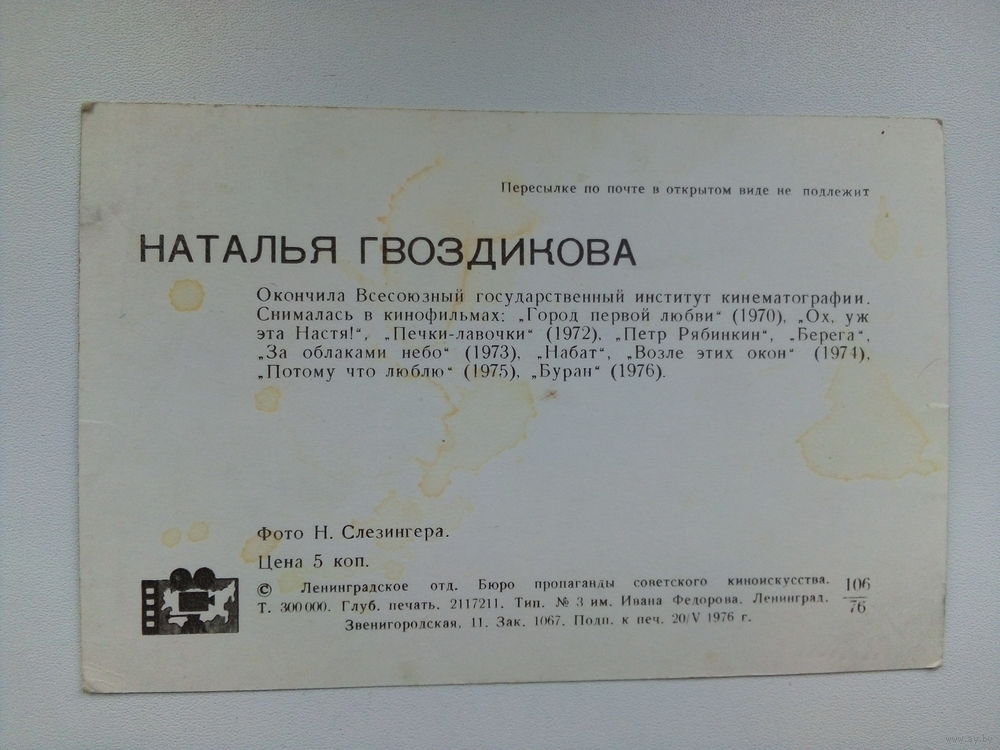 Пересылке по почте в открытом виде не подлежит
НАТАЛЬЯ ГВОЗДИКОВА
Окончила Всесоюзный государственный институт кинематографии.
Снималась в кинофильмах: „Город первой любви“ (1970), „Ох, уж
эта Настя!“, „Печки-лавочки“ (1972), „Петр Рябинкин“, „Берега“,
„За облаками небо“ (1973), „Набат“, „Возле этих окон“ (1974),
„Потому что люблю“ (1975), „Буран“ (1976).
Фото Н. Слезингера.
Цена 5 коп.
© Ленинградское отд. Бюро пропаганды советского киноискусства.
Т. 300 000. Глуб. печать. 2117211. Тип. № 3 им. Ивана Федорова. Ленинград,
Звенигородская, 11. Зак. 1067. Подп. к печ. 20/V 1976 г.
106
76
www.ay.by